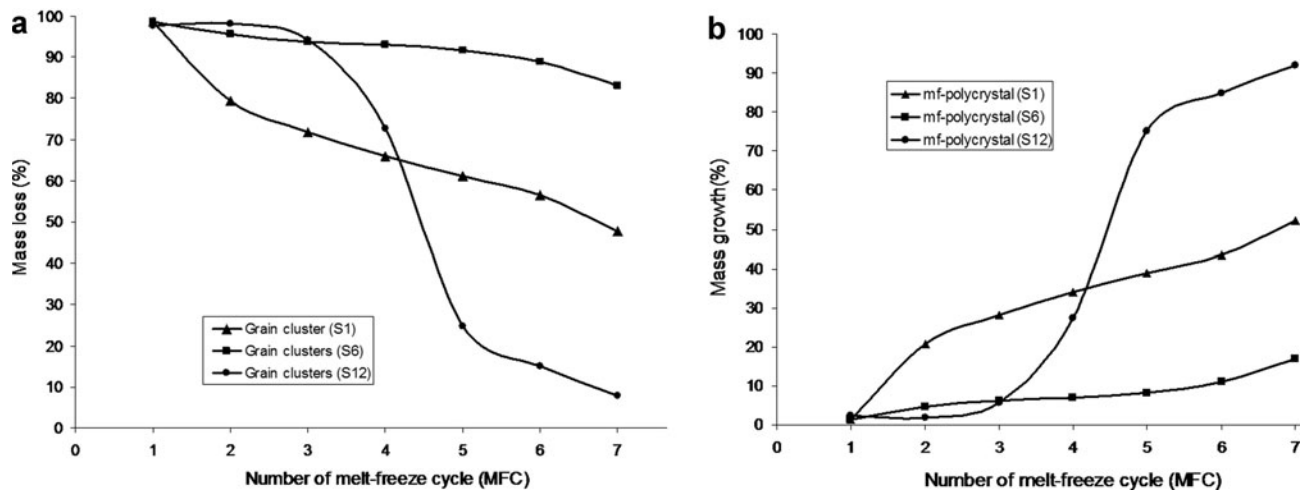 a
Mass loss (%)
100
90
80
70
60
50
40
30
20
10
0
Grain cluster (S1)
Grain clusters (S6)
Grain clusters (S12)
0 1 2 3 4 5 6 7
Number of melt-freeze cycle (MFC)
b
Mass growth(%)
100
90
80
70
60
50
40
30
20
10
0
mf-polycrystal (S1)
mf-polycrystal (S6)
mf-polycrystal (S12)
0 1 2 3 4 5 6 7
Number of melt-freeze cycle (MFC)